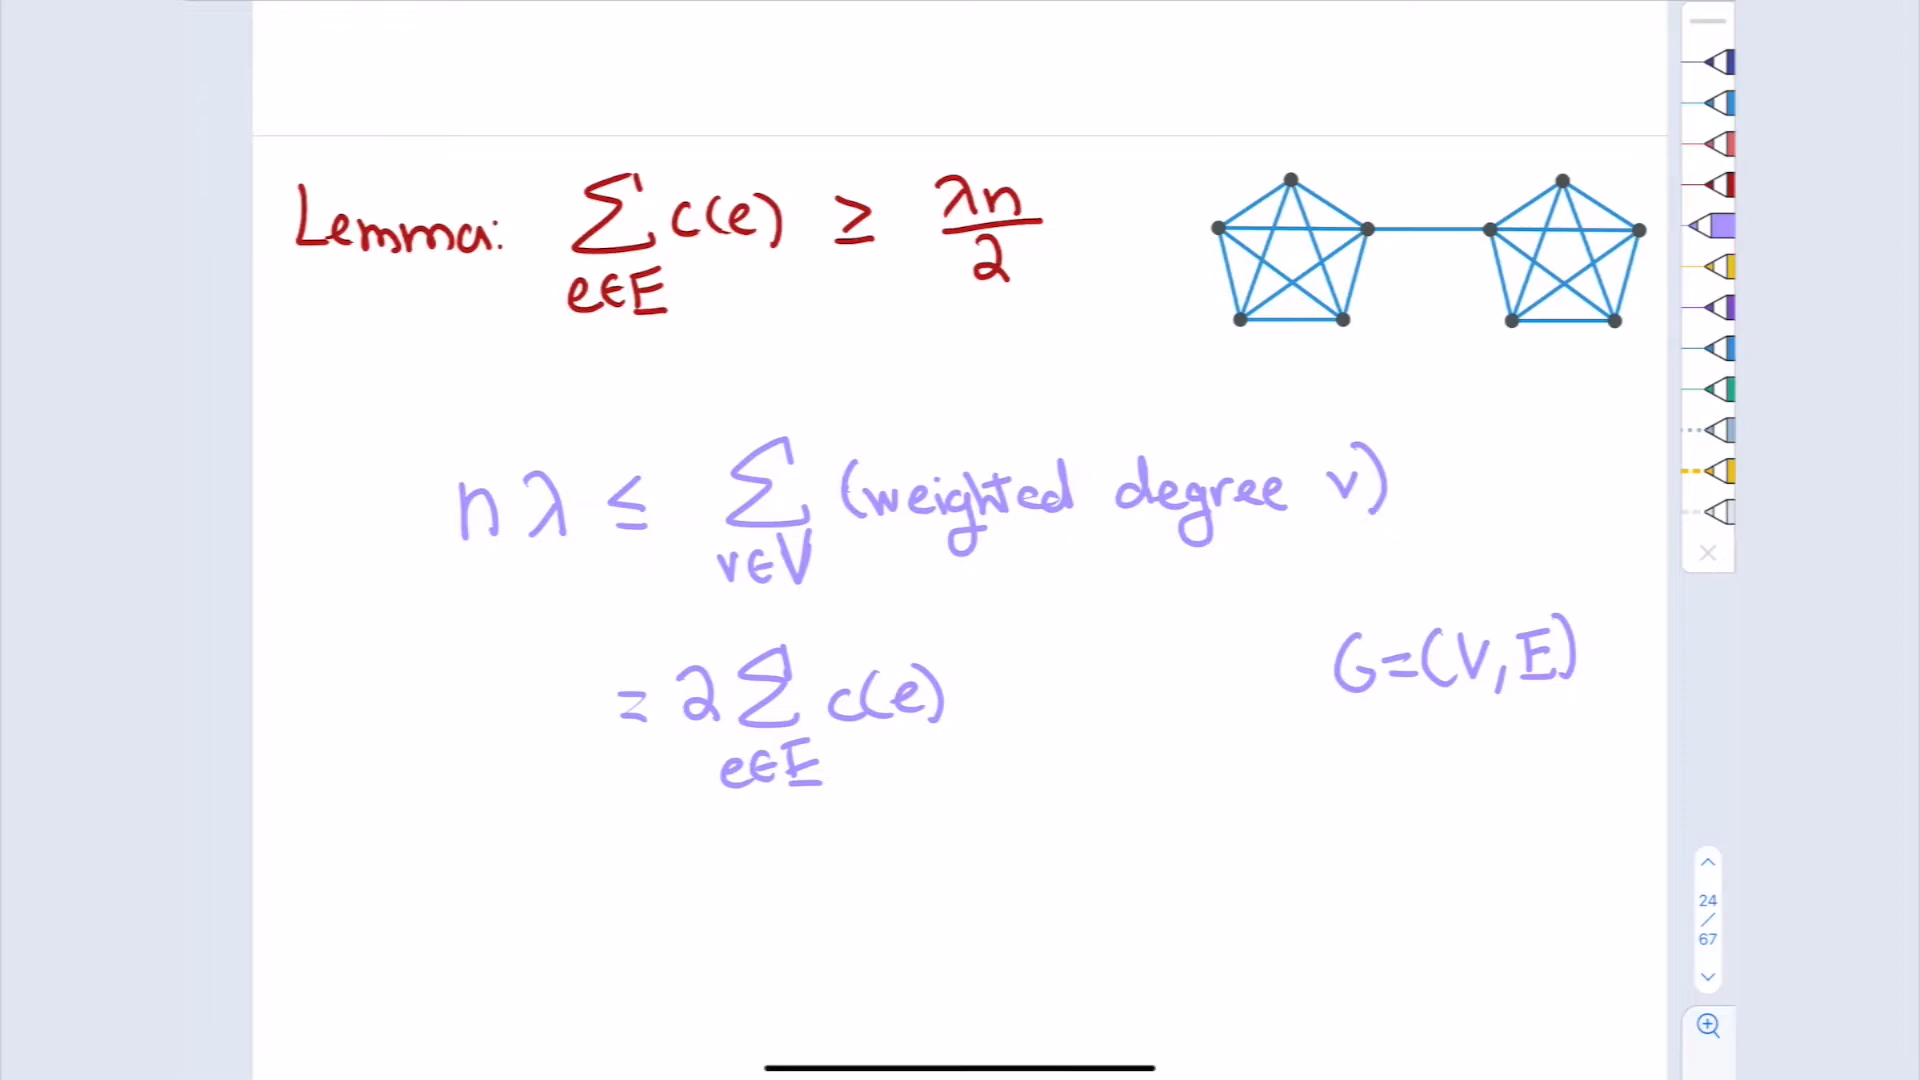 Lemma: ∑ c(e) ≥ λn/2
e∈E
nλ ≤ ∑ (weighted degree v)
v∈V
= 2∑ c(e)
e∈E
G=(V,E)
24
/
67